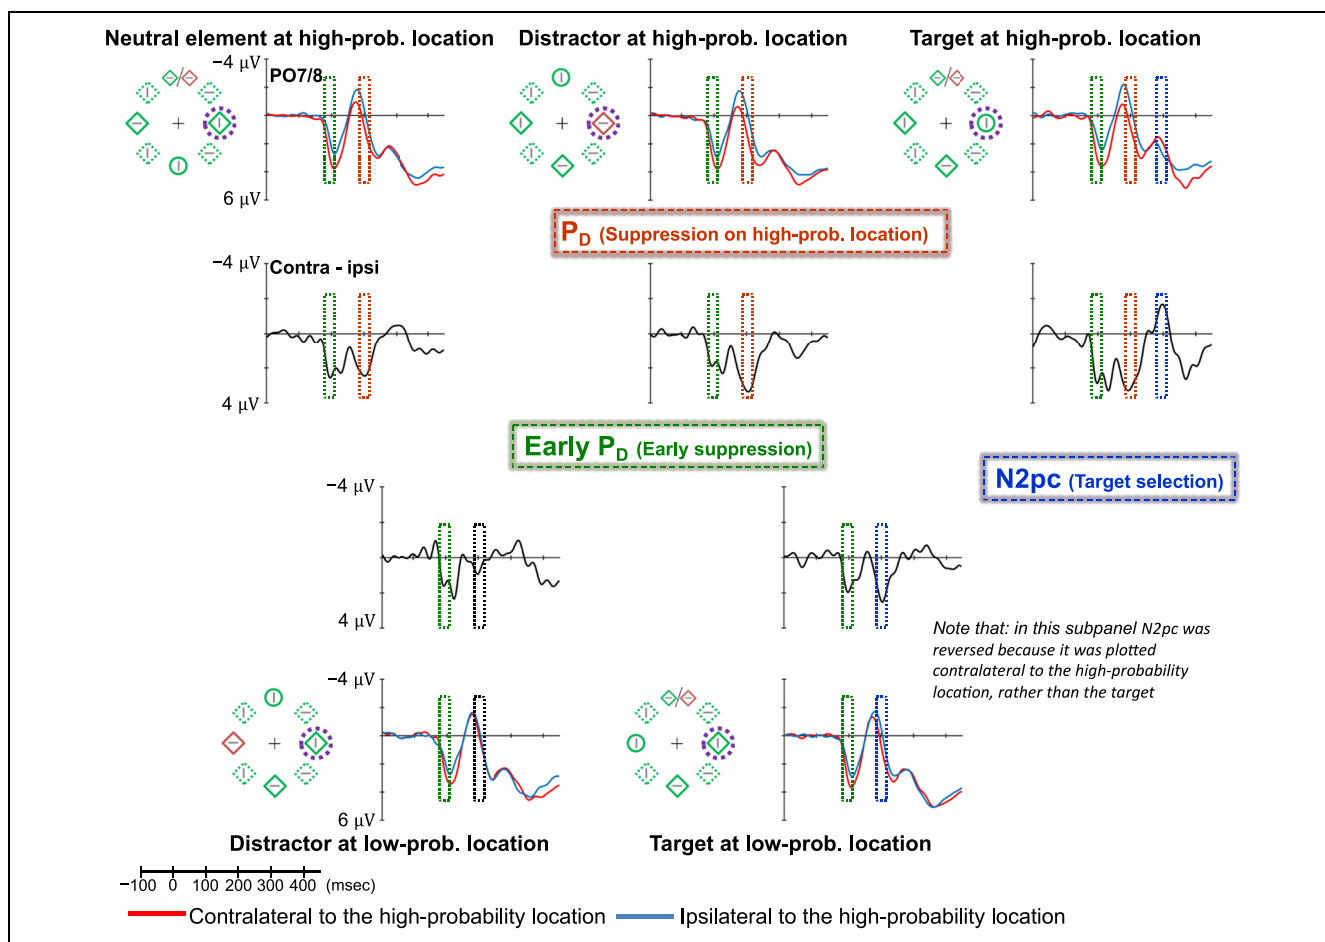 Neutral element at high-prob. location
Distractor at high-prob. location
Target at high-prob. location
−4 μV
PO7/8
6 μV
P_D (Suppression on high-prob. location)
−4 μV
Contra - ipsi
4 μV
Early P_D (Early suppression)
N2pc (Target selection)
−4 μV
4 μV
Note that: in this subpanel N2pc was
reversed because it was plotted
contralateral to the high-probability
location, rather than the target
−4 μV
6 μV
Distractor at low-prob. location
Target at low-prob. location
−100 0 100 200 300 400 (msec)
Contralateral to the high-probability location
Ipsilateral to the high-probability location